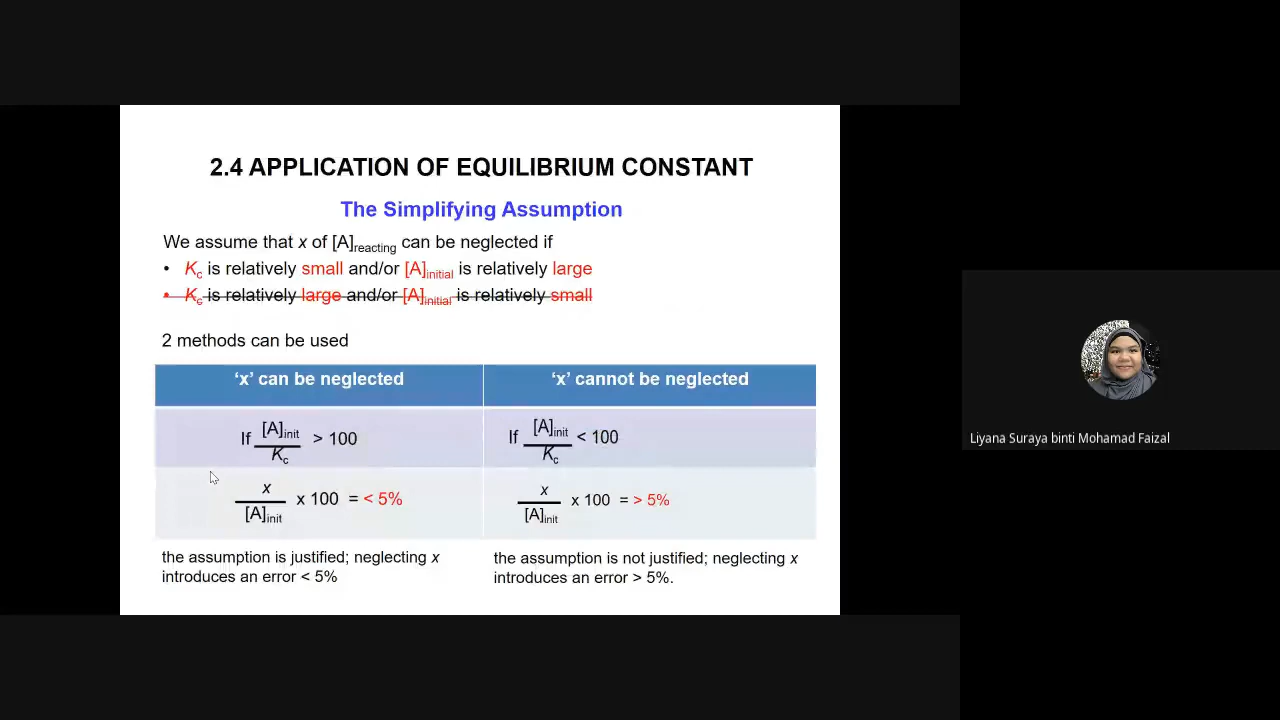 2.4 APPLICATION OF EQUILIBRIUM CONSTANT
The Simplifying Assumption
We assume that x of [A]reacting can be neglected if
• Kc is relatively small and/or [A]initial is relatively large
• Kc is relatively large and/or [A]initial is relatively small
2 methods can be used
‘x’ can be neglected
‘x’ cannot be neglected
If [A]init / Kc > 100
If [A]init / Kc < 100
x / [A]init x 100 = < 5%
x / [A]init x 100 = > 5%
the assumption is justified; neglecting x
introduces an error < 5%
the assumption is not justified; neglecting x
introduces an error > 5%.
Liyana Suraya binti Mohamad Faizal